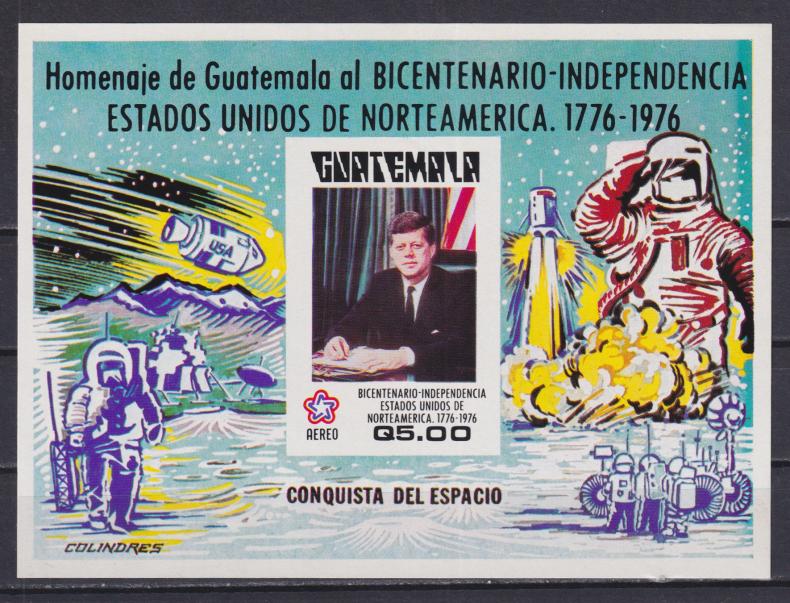 Homenaje de Guatemala al BICENTENARIO-INDEPENDENCIA
ESTADOS UNIDOS DE NORTEAMERICA. 1776-1976
GUATEMALA
USA
BICENTENARIO-INDEPENDENCIA
ESTADOS UNIDOS DE
NORTEAMERICA. 1776-1976
AEREO
Q5.00
CONQUISTA DEL ESPACIO
COLINDRES